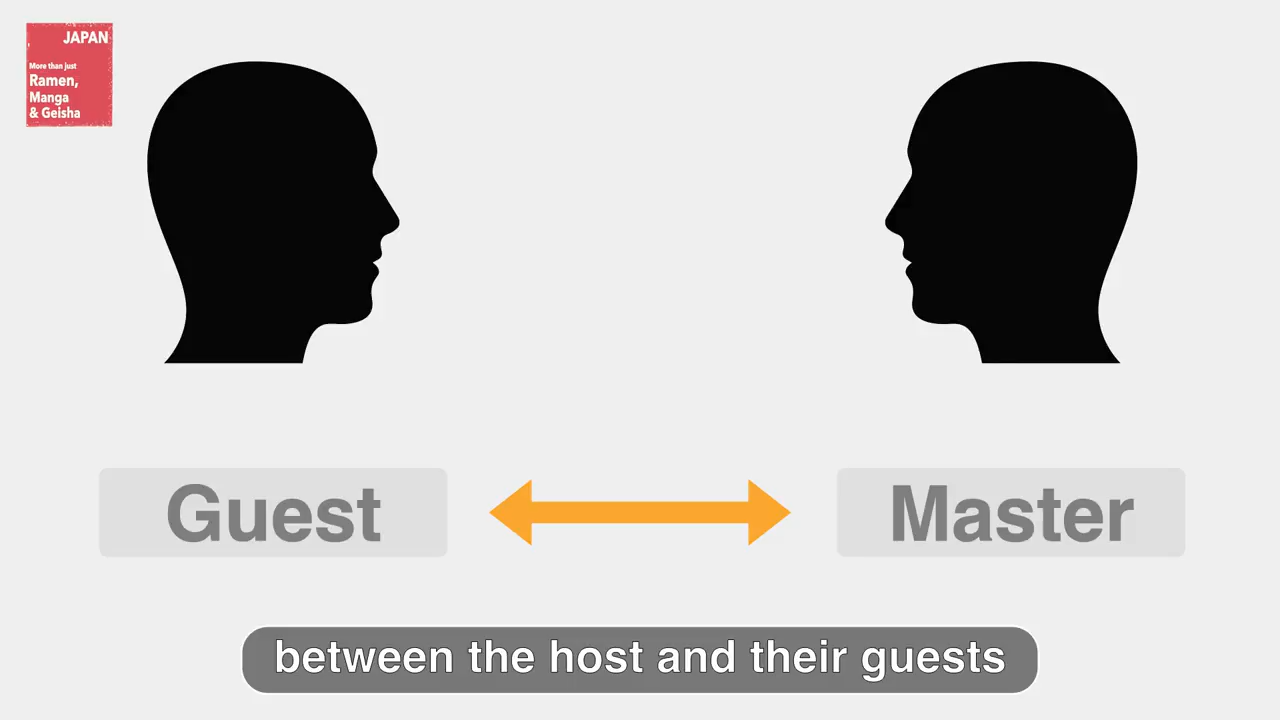 JAPAN
More than just
Ramen,
Manga
& Geisha
Guest
Master
between the host and their guests